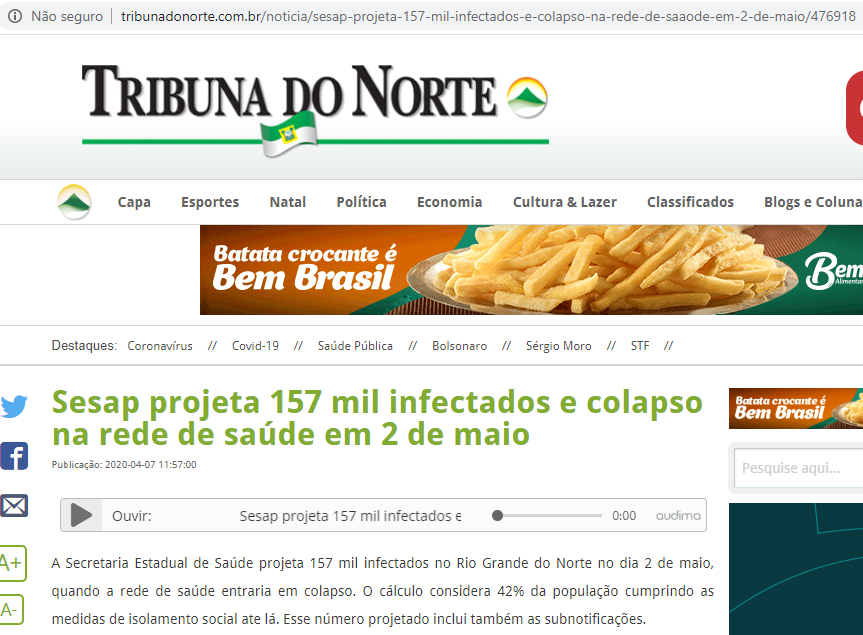 Não seguro | tribunadonorte.com.br/noticia/sesap-projeta-157-mil-infectados-e-colapso-na-rede-de-saaode-em-2-de-maio/476918
TRIBUNA DO NORTE
Capa Esportes Natal Política Economia Cultura & Lazer Classificados Blogs e Coluna
Batata crocante é
Bem Brasil
Bem
Alimentos
Destaques: Coronavírus // Covid-19 // Saúde Pública // Bolsonaro // Sérgio Moro // STF //
Sesap projeta 157 mil infectados e colapso
na rede de saúde em 2 de maio
Publicação: 2020-04-07 11:57:00
Batata crocante é
Bem Brasil
Pesquise aqui...
Ouvir: Sesap projeta 157 mil infectados e 0:00 audima
A+
A-
A Secretaria Estadual de Saúde projeta 157 mil infectados no Rio Grande do Norte no dia 2 de maio,
quando a rede de saúde entraria em colapso. O cálculo considera 42% da população cumprindo as
medidas de isolamento social ate lá. Esse número projetado inclui também as subnotificações.